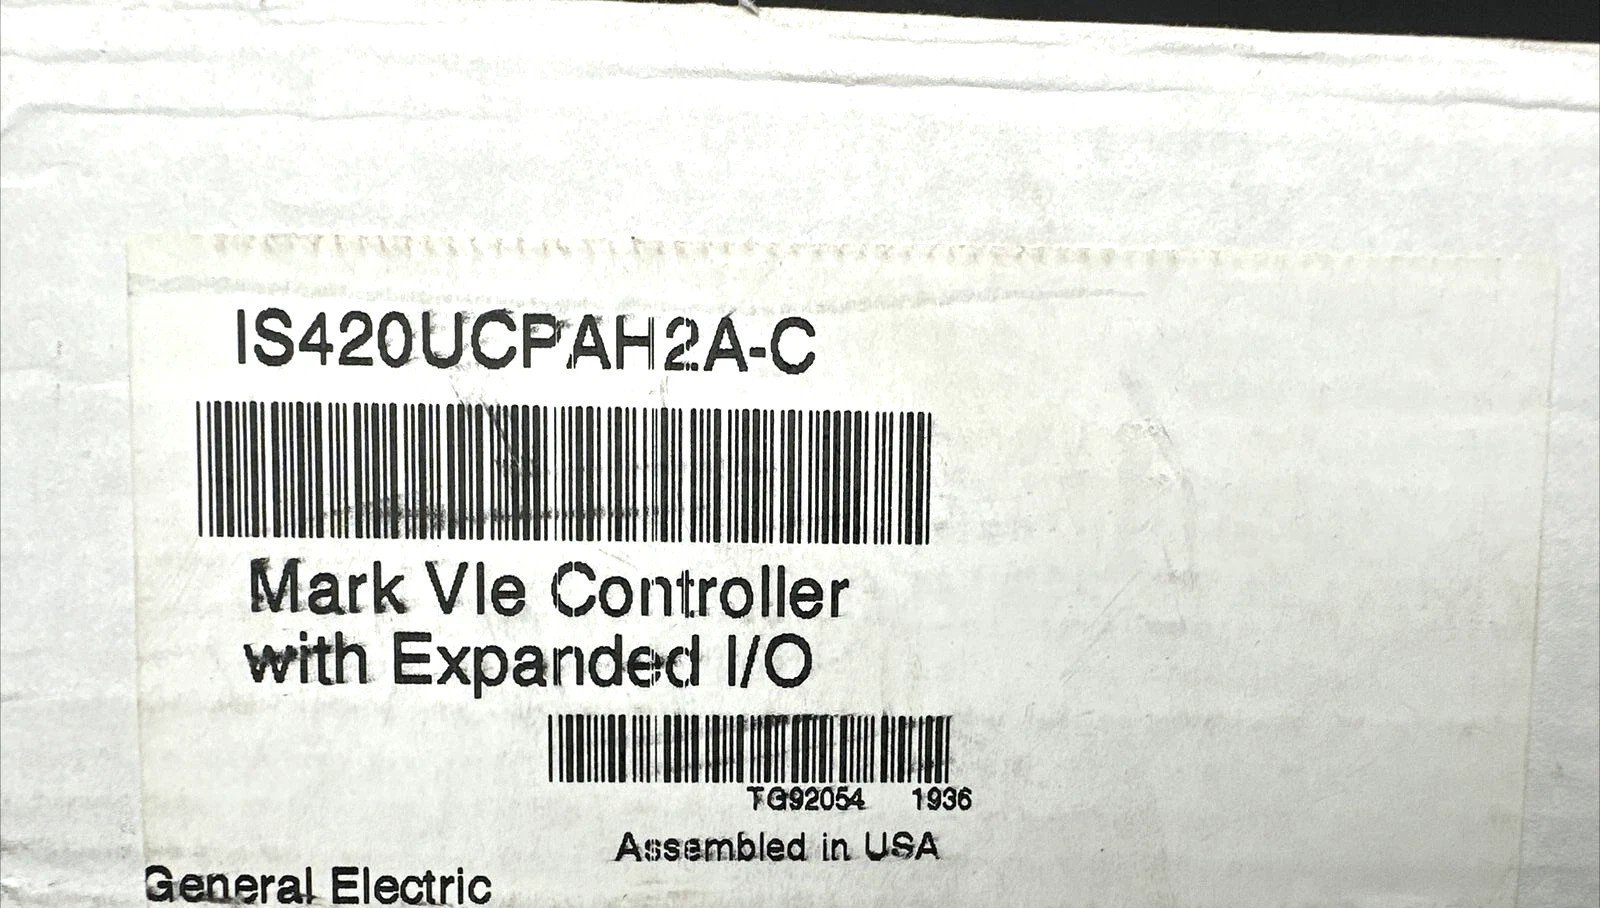 IS420UCPAH2A-C
Mark VIe Controller
with Expanded I/O
TG92054 1936
Assembled in USA
General Electric